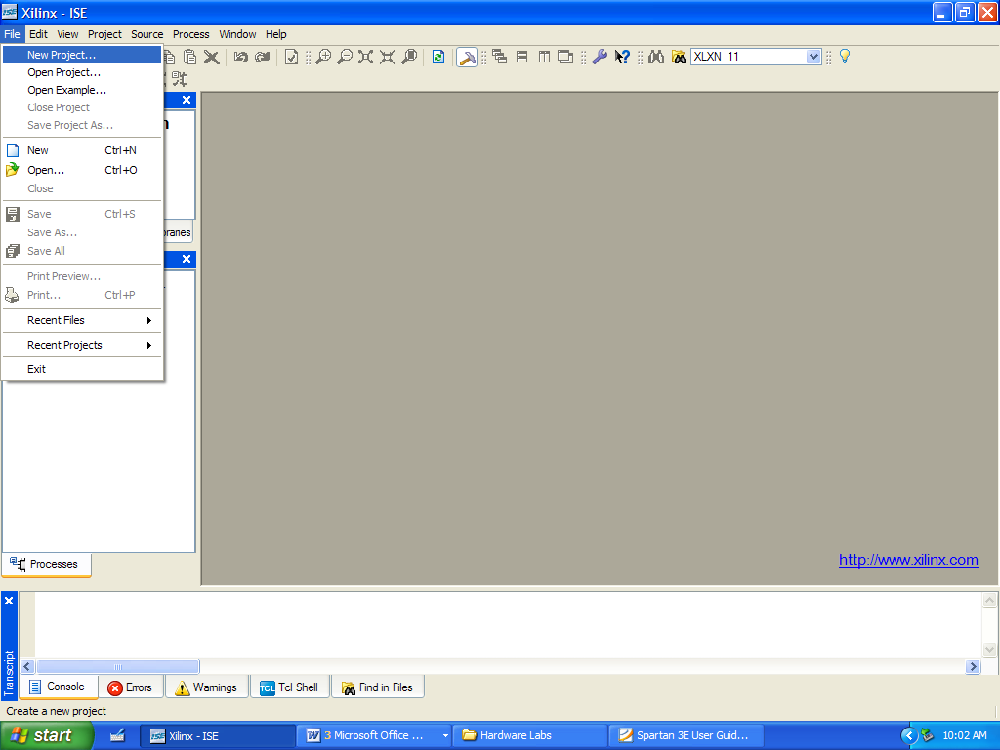 Xilinx - ISE
File Edit View Project Source Process Window Help
New Project...
Open Project...
Open Example...
Close Project
Save Project As...
New Ctrl+N
Open... Ctrl+O
Close
Save Ctrl+S
Save As...
Save All
Print Preview...
Print... Ctrl+P
Recent Files
Recent Projects
Exit
XLXN_11
raries
Processes
http://www.xilinx.com
Transcript
Console Errors Warnings TCL Tcl Shell Find in Files
Create a new project
start ISE Xilinx - ISE 3 Microsoft Office ... Hardware Labs Spartan 3E User Guid... 10:02 AM